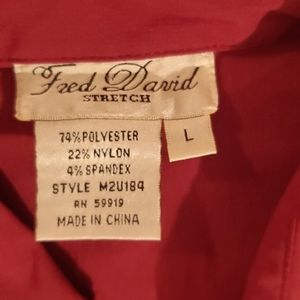 Fred David
STRETCH
L
74% POLYESTER
22% NYLON
4% SPANDEX
STYLE M2U184
RN 59919
MADE IN CHINA